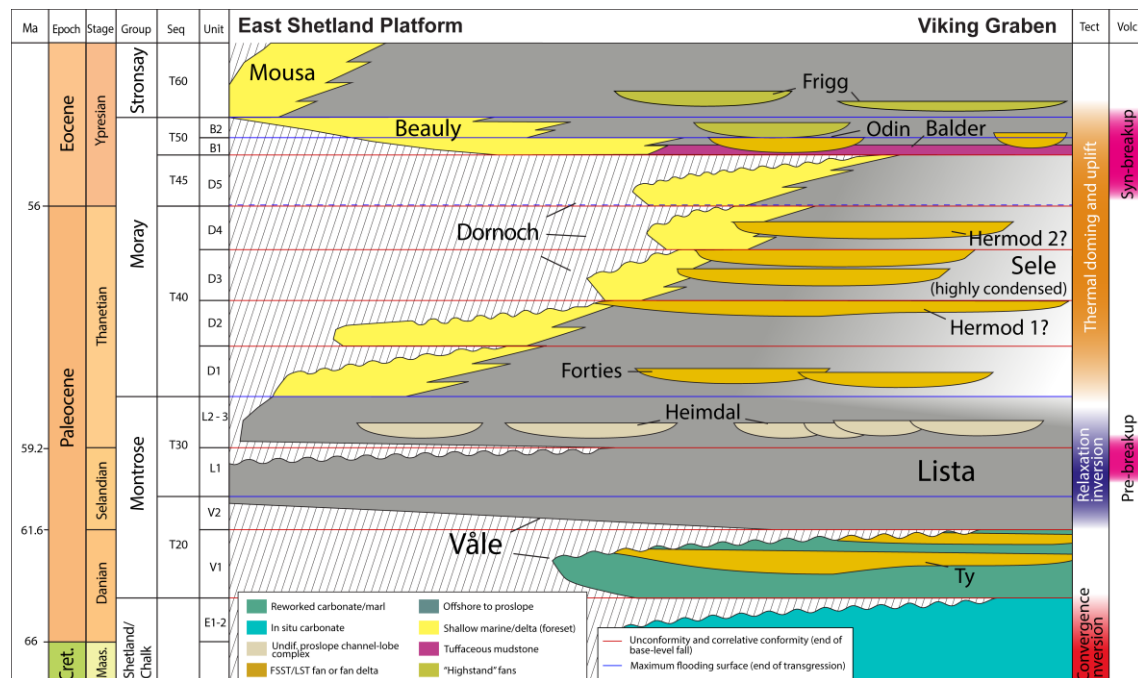 Ma Epoch Stage Group Seq Unit East Shetland Platform Viking Graben Tect Volc
Stronsay
Mousa
T60
Frigg
Eocene
Ypresian
Beauly
B2
T50
Odin
Balder
B1
Syn-breakup
T45
D5
56
Moray
Dornoch
D4
Hermod 2?
Thermal doming and uplift
D3
Sele
(highly condensed)
T40
Thanetian
D2
Hermod 1?
D1
Forties
Paleocene
L2 - 3
Heimdal
59.2
T30
Montrose
Selandian
L1
Lista
Relaxation
inversion
Pre-breakup
V2
61.6
T20
Våle
Danian
V1
Ty
E1-2
66
Cret.
Maas.
Shetland/
Chalk
Convergence
inversion
Reworked carbonate/marl
In situ carbonate
Undif. proslope channel-lobe
complex
FSST/LST fan or fan delta
Offshore to proslope
Shallow marine/delta (foreset)
Tuffaceous mudstone
"Highstand" fans
Unconformity and correlative conformity (end of
base-level fall)
Maximum flooding surface (end of transgression)